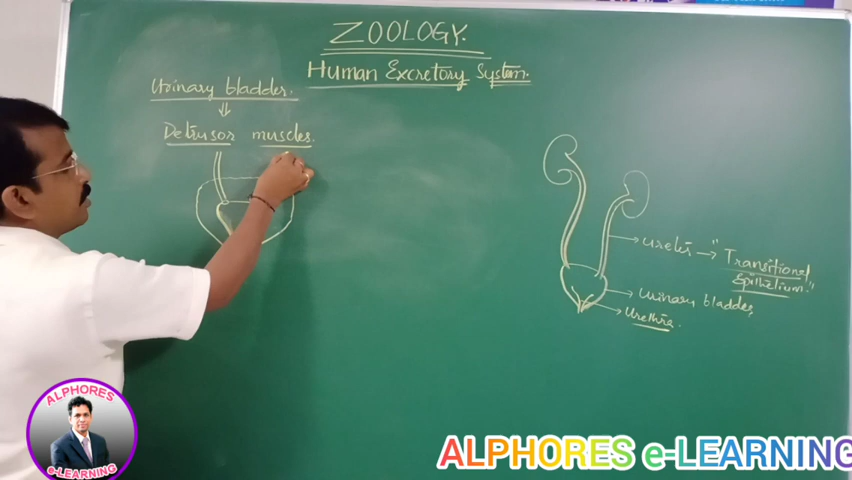 ZOOLOGY.
Human Excretory System.
Urinary bladder.
Detrusor muscles.
ureter → "Transitional
Epithelium."
urinary bladder,
Urethra.
ALPHORES
e-LEARNING
ALPHORES e-LEARNING